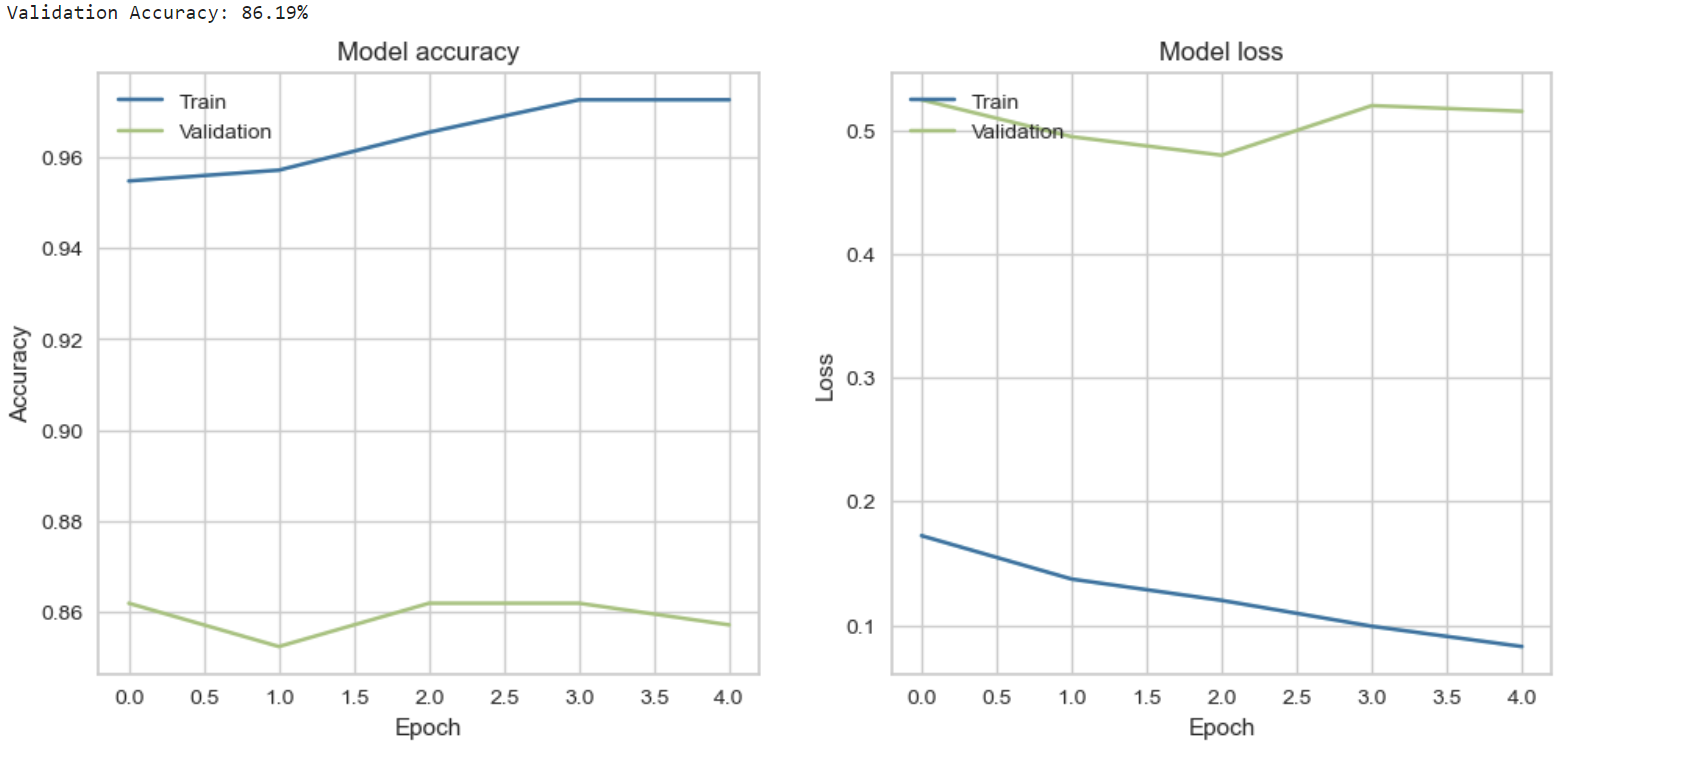 Validation Accuracy: 86.19%
Model accuracy
Train
Validation
0.96
0.94
0.92
0.90
0.88
0.86
Accuracy
0.0 0.5 1.0 1.5 2.0 2.5 3.0 3.5 4.0
Epoch
Model loss
Train
Validation
0.5
0.4
0.3
0.2
0.1
Loss
0.0 0.5 1.0 1.5 2.0 2.5 3.0 3.5 4.0
Epoch